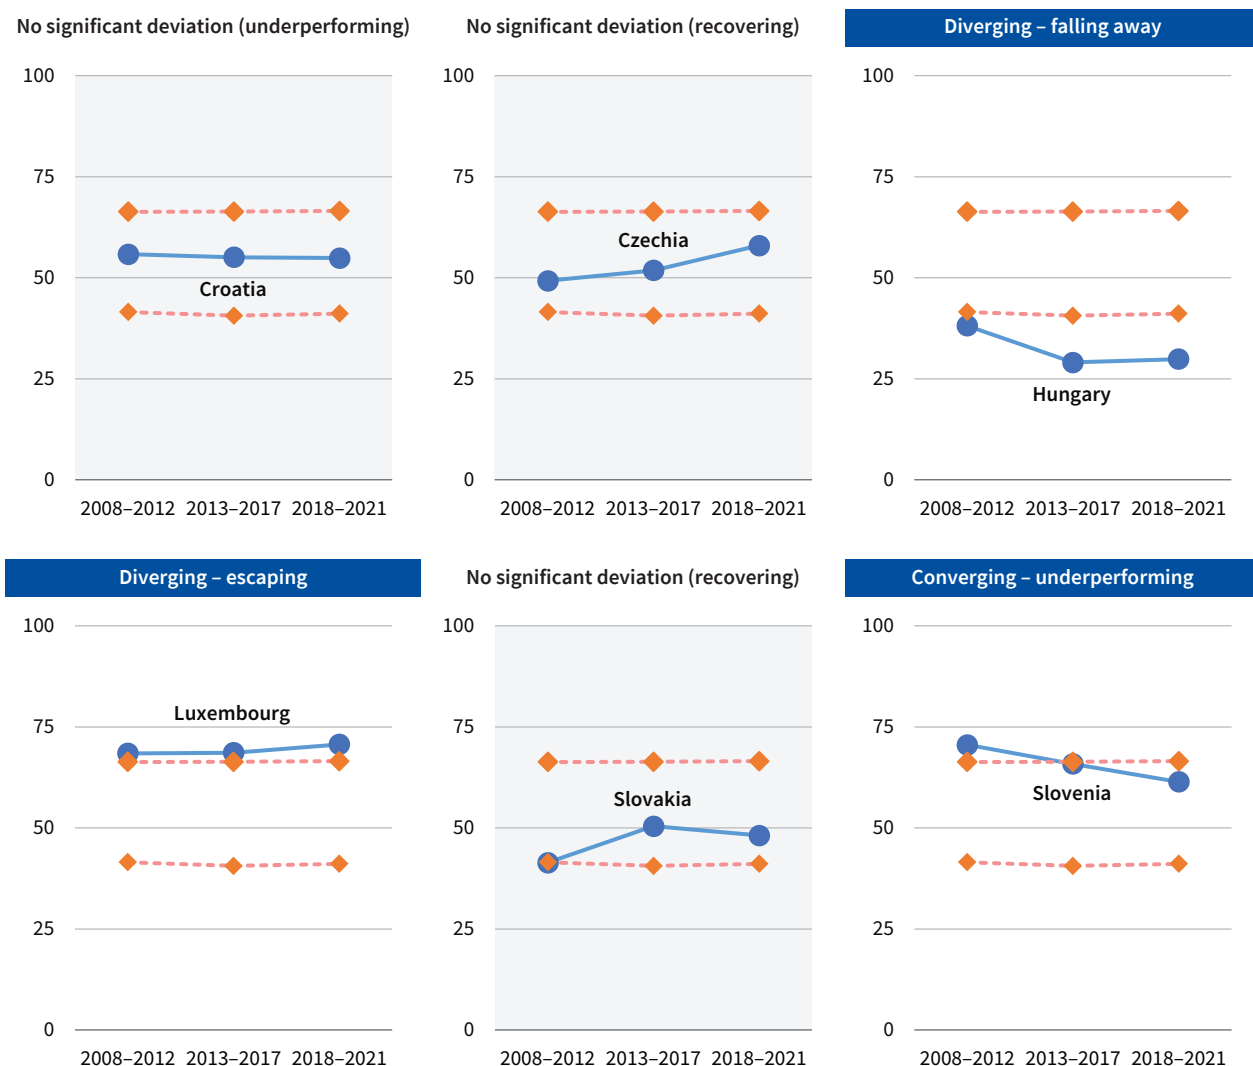 No significant deviation (underperforming)
100
75
50
25
0
Croatia
2008–2012 2013–2017 2018–2021
No significant deviation (recovering)
100
75
50
25
0
Czechia
2008–2012 2013–2017 2018–2021
Diverging – falling away
100
75
50
25
0
Hungary
2008–2012 2013–2017 2018–2021
Diverging – escaping
100
75
50
25
0
Luxembourg
2008–2012 2013–2017 2018–2021
No significant deviation (recovering)
100
75
50
25
0
Slovakia
2008–2012 2013–2017 2018–2021
Converging – underperforming
100
75
50
25
0
Slovenia
2008–2012 2013–2017 2018–2021